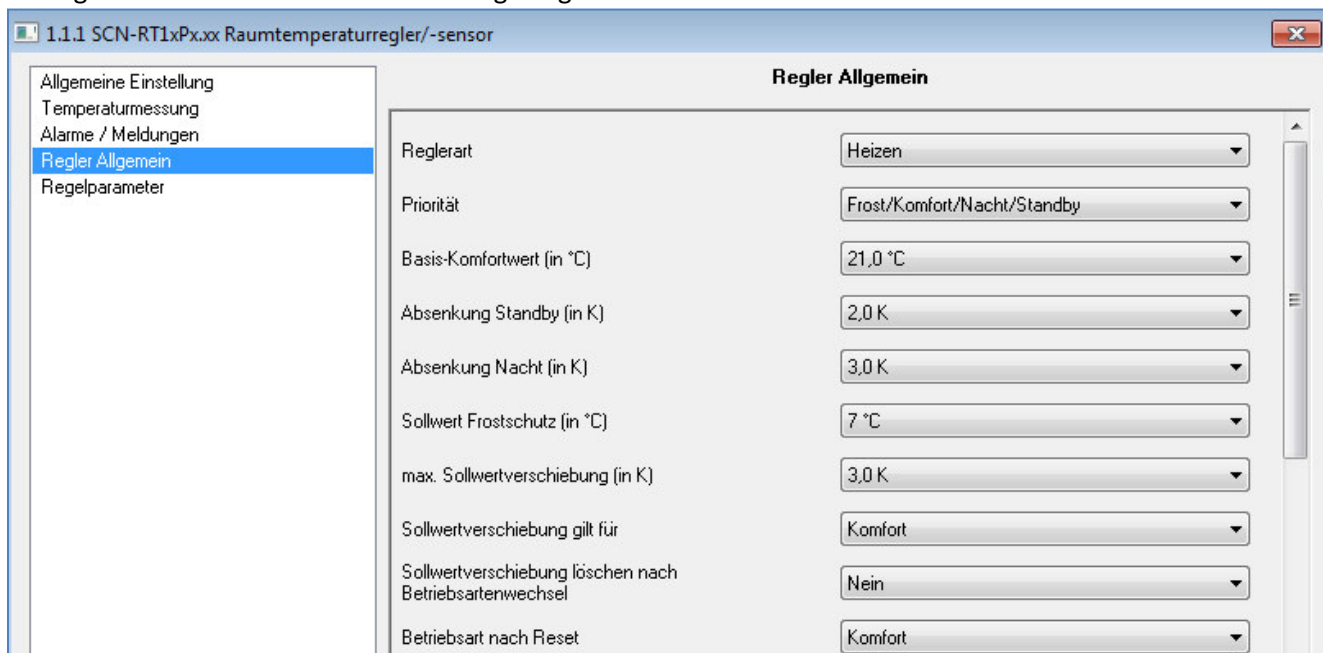 1.1.1 SCN-RT1xPx.xx Raumtemperaturregler/-sensor
Allgemeine Einstellung
Temperaturmessung
Alarme / Meldungen
Regler Allgemein
Regelparameter
Regler Allgemein
Reglerart
Heizen
Priorität
Frost/Komfort/Nacht/Standby
Basis-Komfortwert (in °C)
21,0 °C
Absenkung Standby (in K)
2,0 K
Absenkung Nacht (in K)
3,0 K
Sollwert Frostschutz (in °C)
7 °C
max. Sollwertverschiebung (in K)
3,0 K
Sollwertverschiebung gilt für
Komfort
Sollwertverschiebung löschen nach
Betriebsartenwechsel
Nein
Betriebsart nach Reset
Komfort